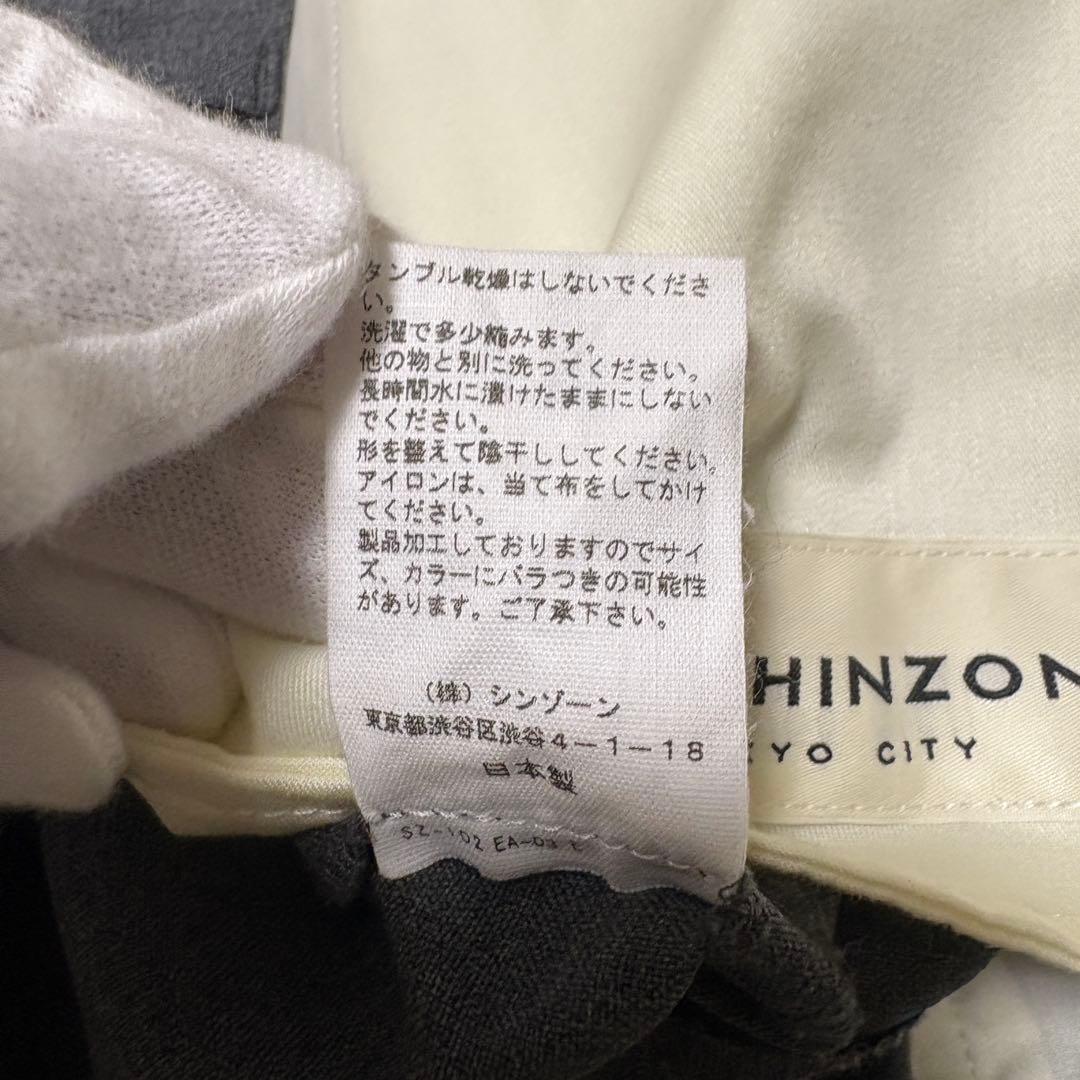 タンブル乾燥はしないでくださ
い。
洗濯で多少縮みます。
他の物と別に洗ってください。
長時間水に漬けたままにしない
でください。
形を整えて陰干ししてください。
アイロンは、当て布をしてかけ
てください。
製品加工しておりますのでサイ
ズ、カラーにバラつきの可能性
があります。ご了承下さい。
(株)シンゾーン
東京都渋谷区渋谷4-1-18
日本製
SZ-102 EA-03
HINZON
YO CITY